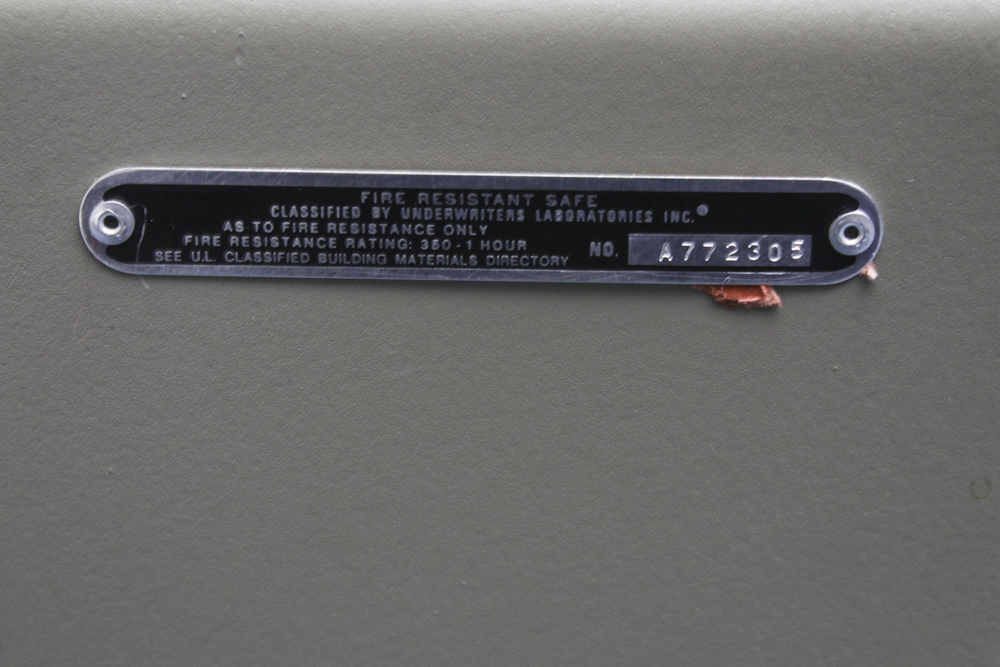 FIRE RESISTANT SAFE
CLASSIFIED BY UNDERWRITERS LABORATORIES INC.®
AS TO FIRE RESISTANCE ONLY
FIRE RESISTANCE RATING: 350-1 HOUR
SEE U.L. CLASSIFIED BUILDING MATERIALS DIRECTORY
NO. A772305